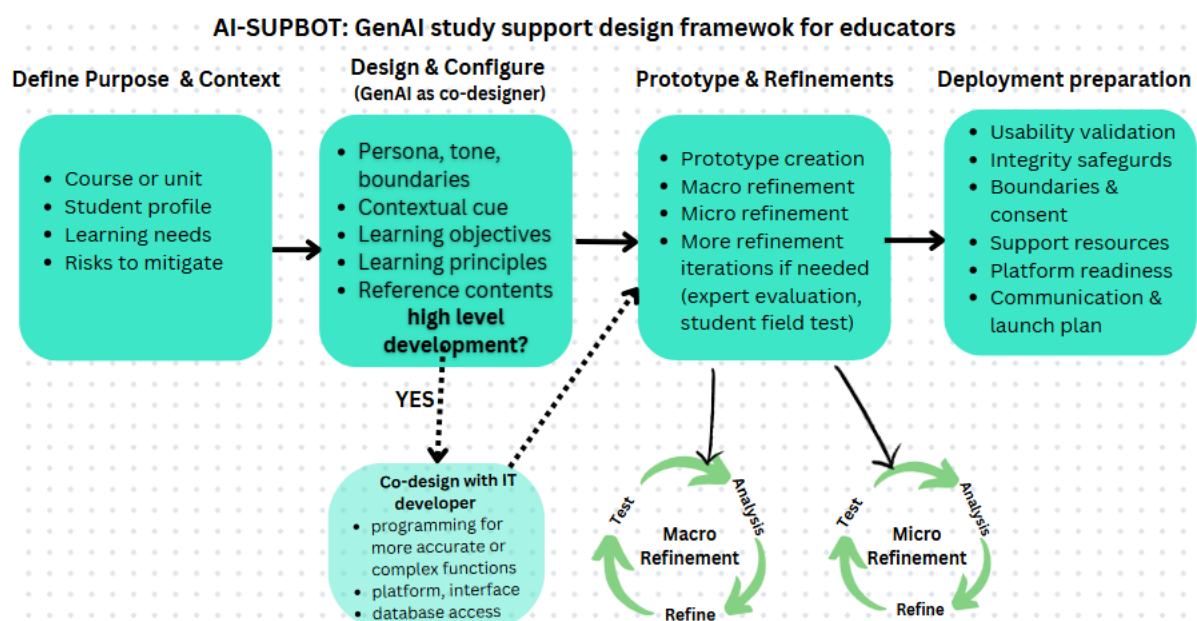 AI-SUPBOT: GenAI study support design framewok for educators
Define Purpose & Context
• Course or unit
• Student profile
• Learning needs
• Risks to mitigate
Design & Configure
(GenAI as co-designer)
• Persona, tone,
boundaries
• Contextual cue
• Learning objectives
• Learning principles
• Reference contents
high level
development?
YES
Co-design with IT
developer
• programming for
more accurate or
complex functions
• platform, interface
• database access
Prototype & Refinements
• Prototype creation
• Macro refinement
• Micro refinement
• More refinement
iterations if needed
(expert evaluation,
student field test)
Test
Analysis
Macro
Refinement
Refine
Test
Analysis
Micro
Refinement
Refine
Deployment preparation
• Usability validation
• Integrity safegurds
• Boundaries &
consent
• Support resources
• Platform readiness
• Communication &
launch plan